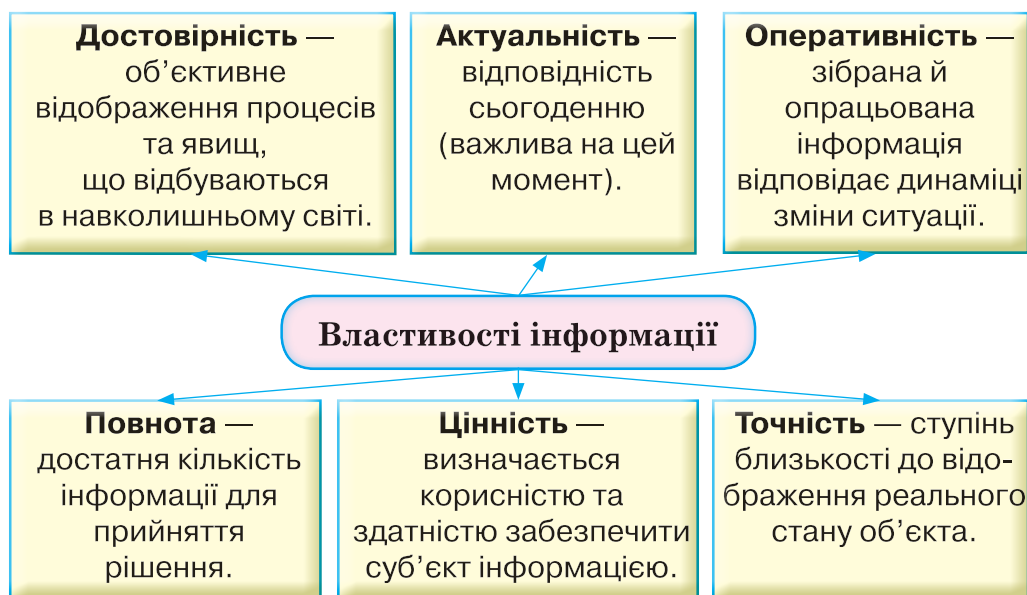 Достовірність —
об’єктивне
відображення процесів
та явищ,
що відбуваються
в навколишньому світі.
Актуальність —
відповідність
сьогоденню
(важлива на цей
момент).
Оперативність —
зібрана й
опрацьована
інформація
відповідає динаміці
зміни ситуації.
Властивості інформації
Повнота —
достатня кількість
інформації для
прийняття
рішення.
Цінність —
визначається
корисністю та
здатністю забезпечити
суб’єкт інформацією.
Точність — ступінь
близькості до відо-
браження реального
стану об’єкта.